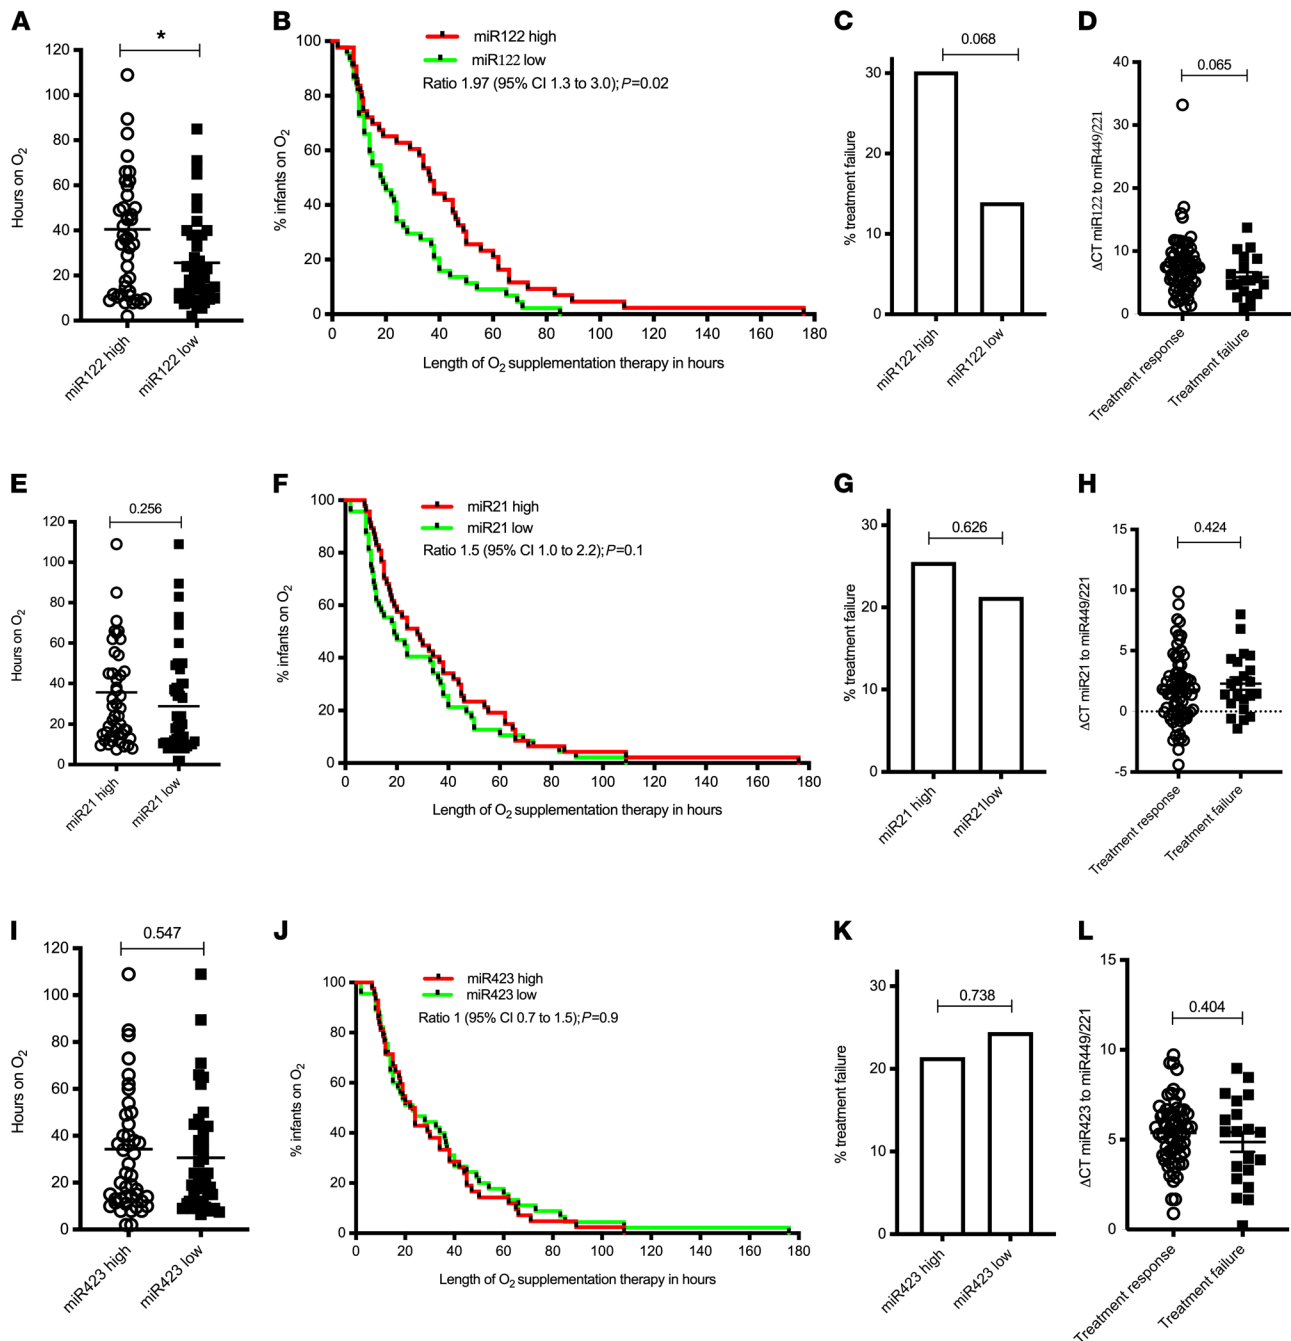 A
Hours on O2
120
100
80
60
40
20
0
*
miR122 high
miR122 low
B
% infants on O2
100
80
60
40
20
0
miR122 high
miR122 low
Ratio 1.97 (95% CI 1.3 to 3.0); P=0.02
0 20 40 60 80 100 120 140 160 180
Length of O2 supplementation therapy in hours
C
% treatment failure
30
20
10
0
0.068
miR122 high
miR122 low
D
ΔCT miR122 to miR449/221
40
30
20
10
0
0.065
Treatment response
Treatment failure
E
Hours on O2
120
100
80
60
40
20
0
0.256
miR21 high
miR21 low
F
% infants on O2
100
80
60
40
20
0
miR21 high
miR21 low
Ratio 1.5 (95% CI 1.0 to 2.2); P=0.1
0 20 40 60 80 100 120 140 160 180
Length of O2 supplementation therapy in hours
G
% treatment failure
30
20
10
0
0.626
miR21 high
miR21low
H
ΔCT miR21 to miR449/221
15
10
5
0
-5
0.424
Treatment response
Treatment failure
I
Hours on O2
120
100
80
60
40
20
0
0.547
miR423 high
miR423 low
J
% infants on O2
100
80
60
40
20
0
miR423 high
miR423 low
Ratio 1 (95% CI 0.7 to 1.5); P=0.9
0 20 40 60 80 100 120 140 160 180
Length of O2 supplementation therapy in hours
K
% treatment failure
30
20
10
0
0.738
miR423 high
miR423 low
L
ΔCT miR423 to miR449/221
15
10
5
0
0.404
Treatment response
Treatment failure